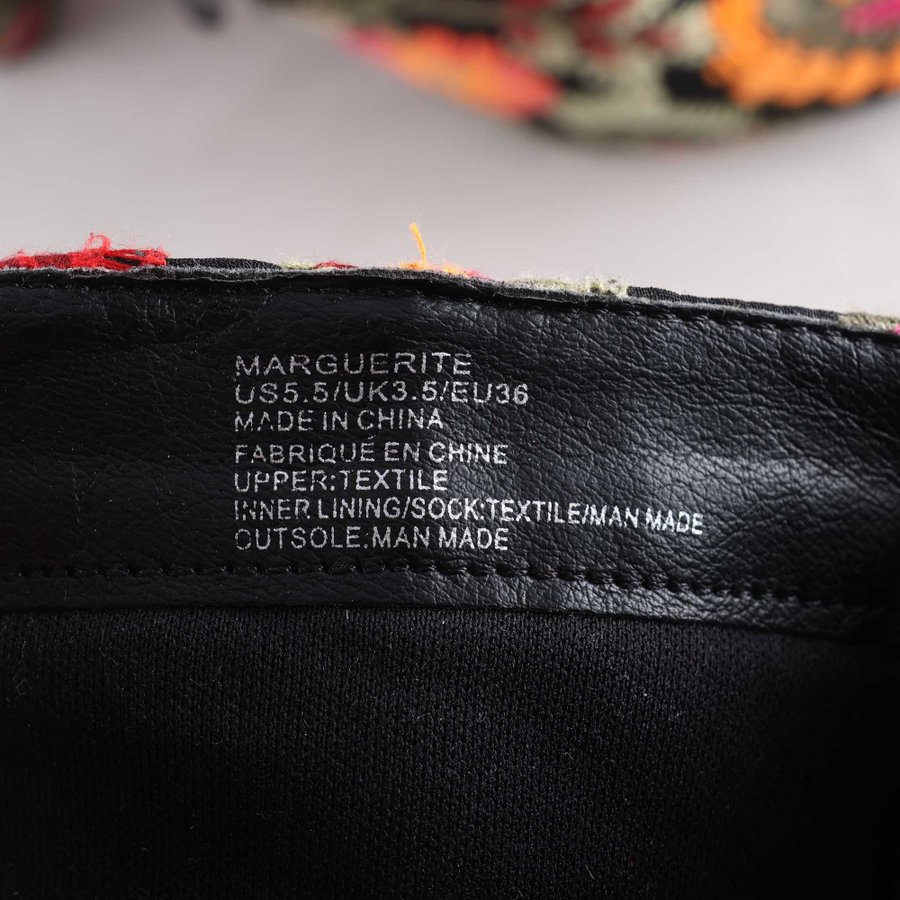 MARGUERITE
US5.5/UK3.5/EU36
MADE IN CHINA
FABRIQUÉ EN CHINE
UPPER:TEXTILE
INNER LINING/SOCK:TEXTILE/MAN MADE
OUTSOLE:MAN MADE